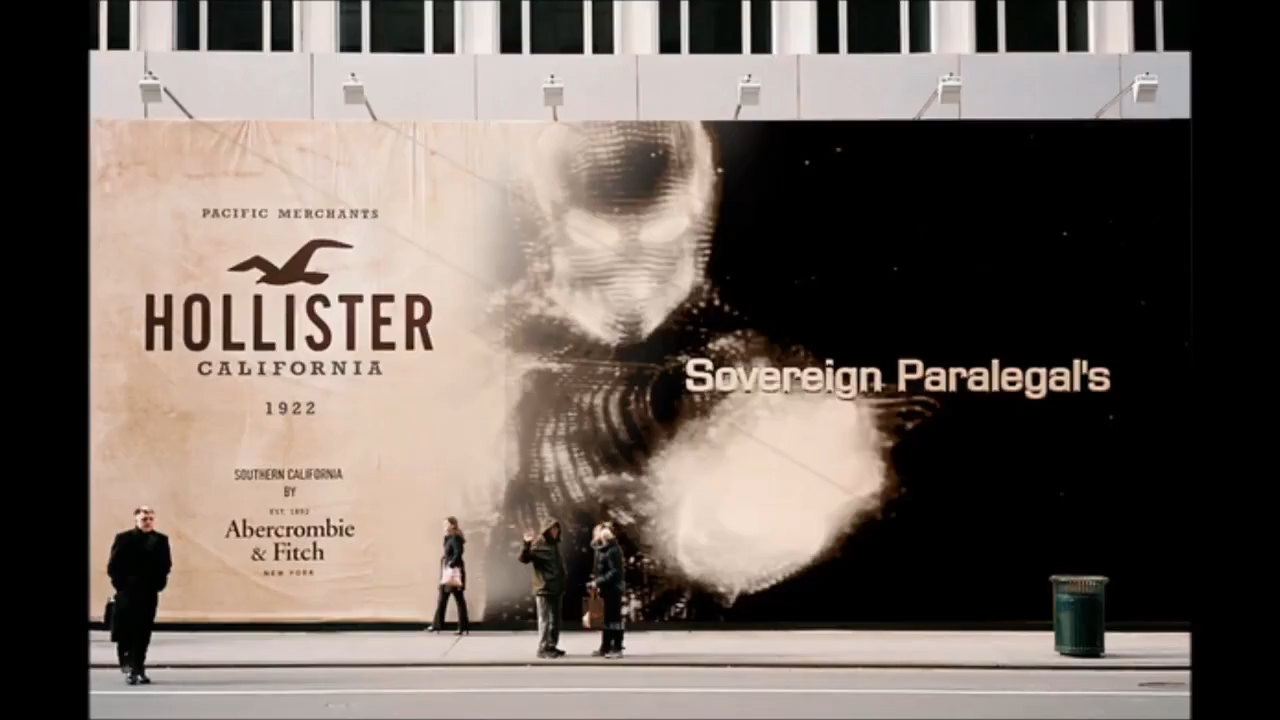 PACIFIC MERCHANTS
HOLLISTER
CALIFORNIA
1922
SOUTHERN CALIFORNIA
BY
EST. 1892
Abercrombie
& Fitch
NEW YORK
Sovereign Paralegal's